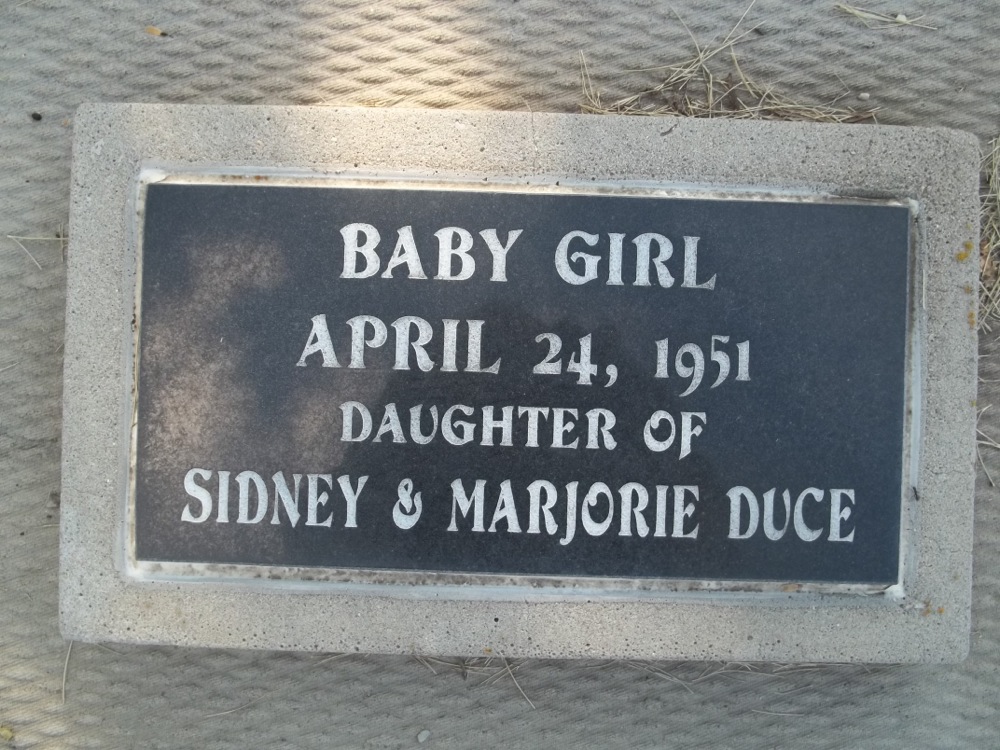 BABY GIRL
APRIL 24, 1951
DAUGHTER OF
SIDNEY & MARJORIE DUCE